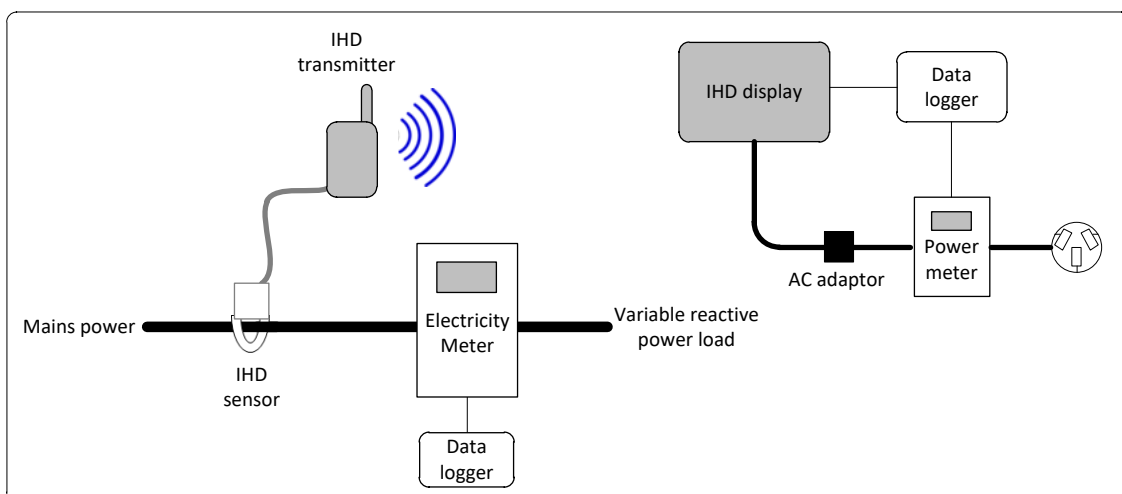 IHD
transmitter
IHD display
Data
logger
Power
meter
AC adaptor
Mains power
IHD
sensor
Electricity
Meter
Variable reactive
power load
Data
logger